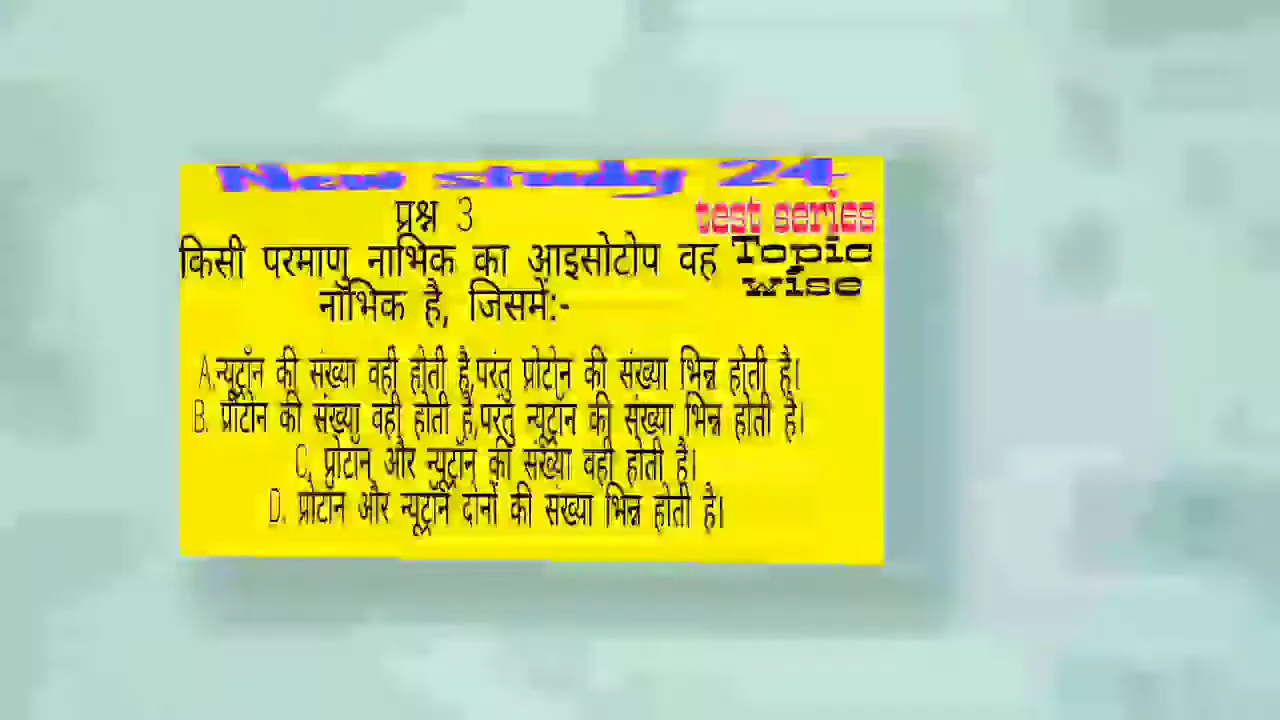 New study 24
प्रश्न 3
test series
किसी परमाणु नाभिक का आइसोटोप वह
Topic
नाभिक है, जिसमें:-
wise
A.न्यूट्रॉन की संख्या वही होती है,परंतु प्रोटोन की संख्या भिन्न होती है।
B. प्रोटोन की संख्या वही होती है,परंतु न्यूट्रॉन की संख्या भिन्न होती है।
C, प्रोटॉन और न्यूट्रॉन की संख्या वही होती है।
D. प्रोटॉन और न्यूट्रॉन दोनों की संख्या भिन्न होती है।